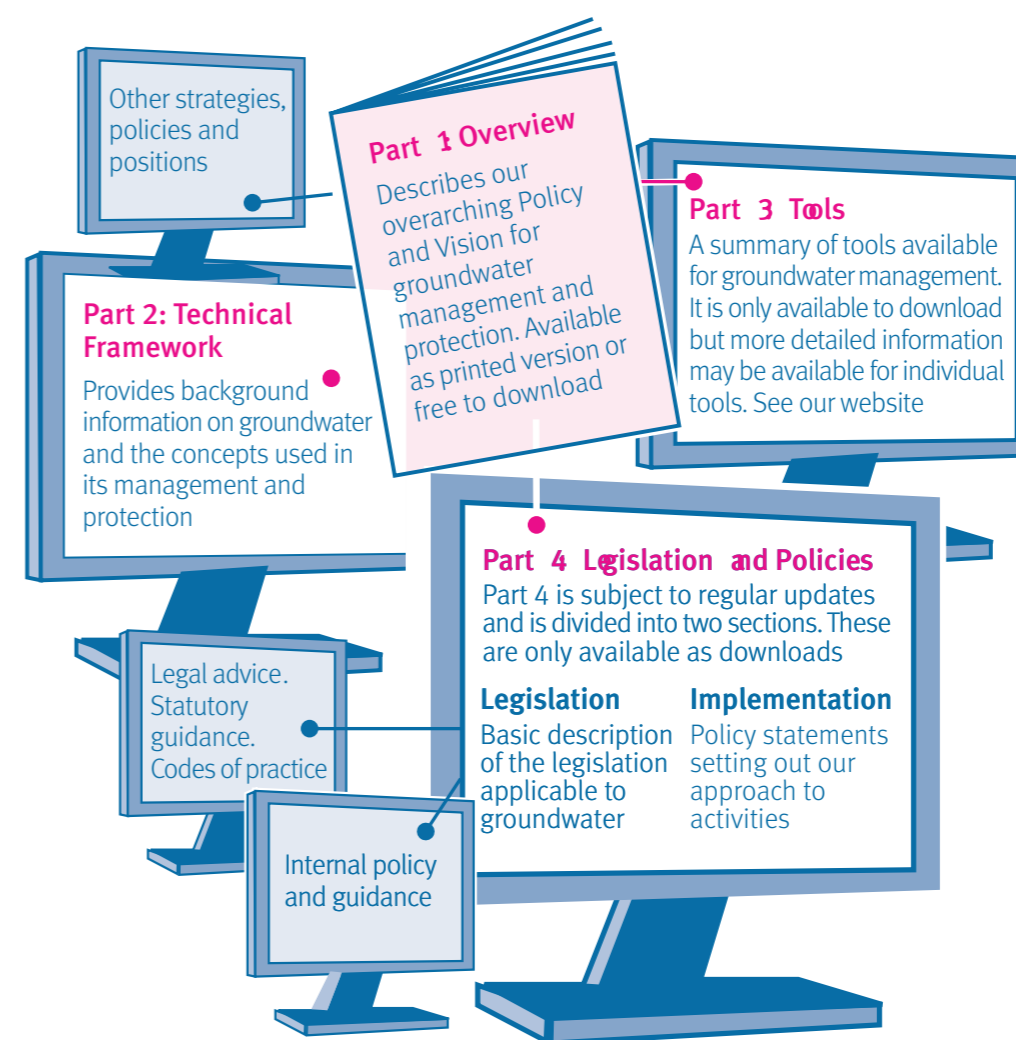 Other strategies,
policies and
positions
Part 1: Overview
Describes our
overarching Policy
and Vision for
groundwater
management and
protection. Available
as printed version or
free to download
Part 3 Tools
A summary of tools available
for groundwater management.
It is only available to download
but more detailed information
may be available for individual
tools. See our website
Part 2: Technical
Framework
Provides background
information on groundwater
and the concepts used in
its management and
protection
Part 4 Legislation and Policies
Part 4 is subject to regular updates
and is divided into two sections. These
are only available as downloads
Legislation
Basic description
of the legislation
applicable to
groundwater
Implementation
Policy statements
setting out our
approach to
activities
Legal advice.
Statutory
guidance.
Codes of practice
Internal policy
and guidance